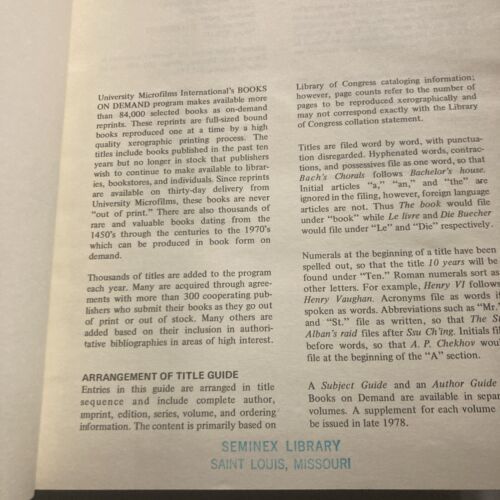 University Microfilms International's BOOKS
ON DEMAND program makes available more
than 84,000 selected books as on-demand
reprints. These reprints are full-sized bound
books reproduced one at a time by a high
quality xerographic printing process. The
titles include books published in the past ten
years but no longer in stock that publishers
wish to continue to make available to librar-
ies, bookstores, and individuals. Since reprints
are available on thirty-day delivery from
University Microfilms, these books are never
"out of print." There are also thousands of
rare and valuable books dating from the
1450's through the centuries to the 1970's
which can be produced in book form on
demand.
Thousands of titles are added to the program
each year. Many are acquired through agree-
ments with more than 300 cooperating pub-
lishers who submit their books as they go out
of print or out of stock. Many others are
added based on their inclusion in authori-
tative bibliographies in areas of high interest.
ARRANGEMENT OF TITLE GUIDE
Entries in this guide are arranged in title
sequence and include complete author,
imprint, edition, series, volume, and ordering
information. The content is primarily based on
Library of Congress cataloging information;
however, page counts refer to the number of
pages to be reproduced xerographically and
may not correspond exactly with the Library
of Congress collation statement.
Titles are filed word by word, with punctua-
tion disregarded. Hyphenated words, contrac-
tions, and possessives file as one word, so that
Bach's Chorals follows Bachelor's house.
Initial articles "a," "an," and "the" are
ignored in the filing, however, foreign language
articles are not. Thus The book would file
under "book" while Le livre and Die Buecher
would file under "Le" and "Die" respectively.
Numerals at the beginning of a title have been
spelled out, so that the title 10 years will be
found under "Ten." Roman numerals sort as
other letters. For example, Henry VI follows
Henry Vaughan. Acronyms file as words i
spoken as words. Abbreviations such as "Mr."
and "St." file as written, so that The St
Alban's raid files after Ssu Ch'ing. Initials fi
before words, so that A. P. Chekhov wou
file at the beginning of the "A" section.
A Subject Guide and an Author Guide
Books on Demand are available in separ
volumes. A supplement for each volume
be issued in late 1978.
SEMINEX LIBRARY
SAINT LOUIS, MISSOURI